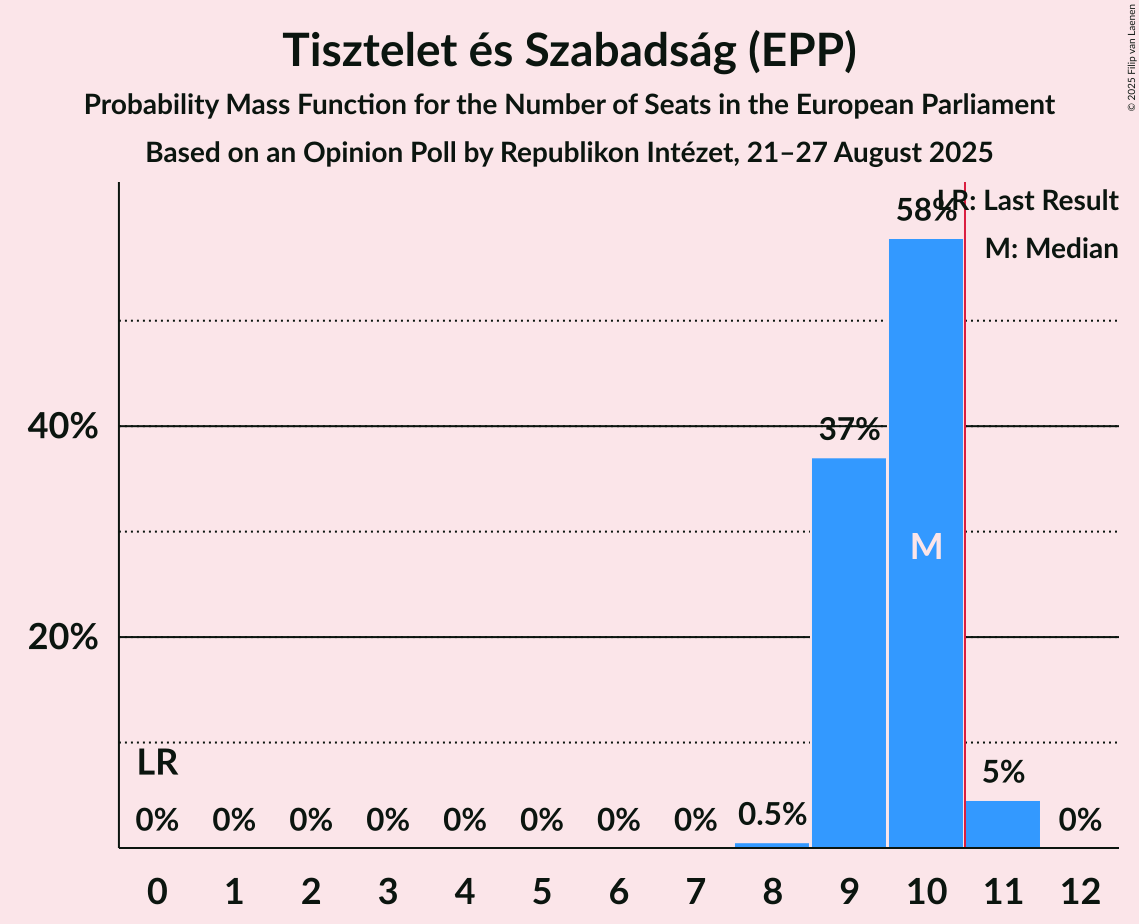 Tisztelet és Szabadság (EPP)
Probability Mass Function for the Number of Seats in the European Parliament
Based on an Opinion Poll by Republikon Intézet, 21–27 August 2025
© 2025 Filip van Laenen
LR: Last Result
M: Median
58%
40%
37%
M
20%
LR
5%
0% 0% 0% 0% 0% 0% 0% 0% 0.5% 0%
0 1 2 3 4 5 6 7 8 9 10 11 12